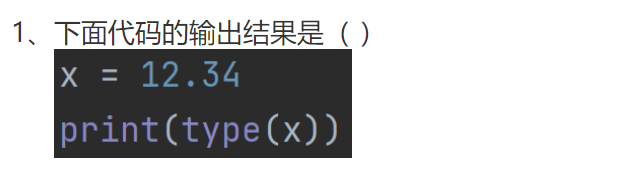 1、下面代码的输出结果是（ ）
x = 12.34
print(type(x))